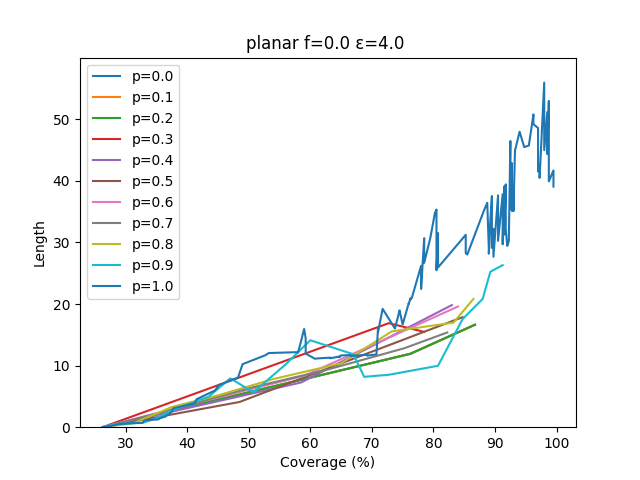 planar f=0.0 ε=4.0
p=0.0
p=0.1
p=0.2
p=0.3
p=0.4
p=0.5
p=0.6
p=0.7
p=0.8
p=0.9
p=1.0
Length
50
40
30
20
10
0
30 40 50 60 70 80 90 100
Coverage (%)